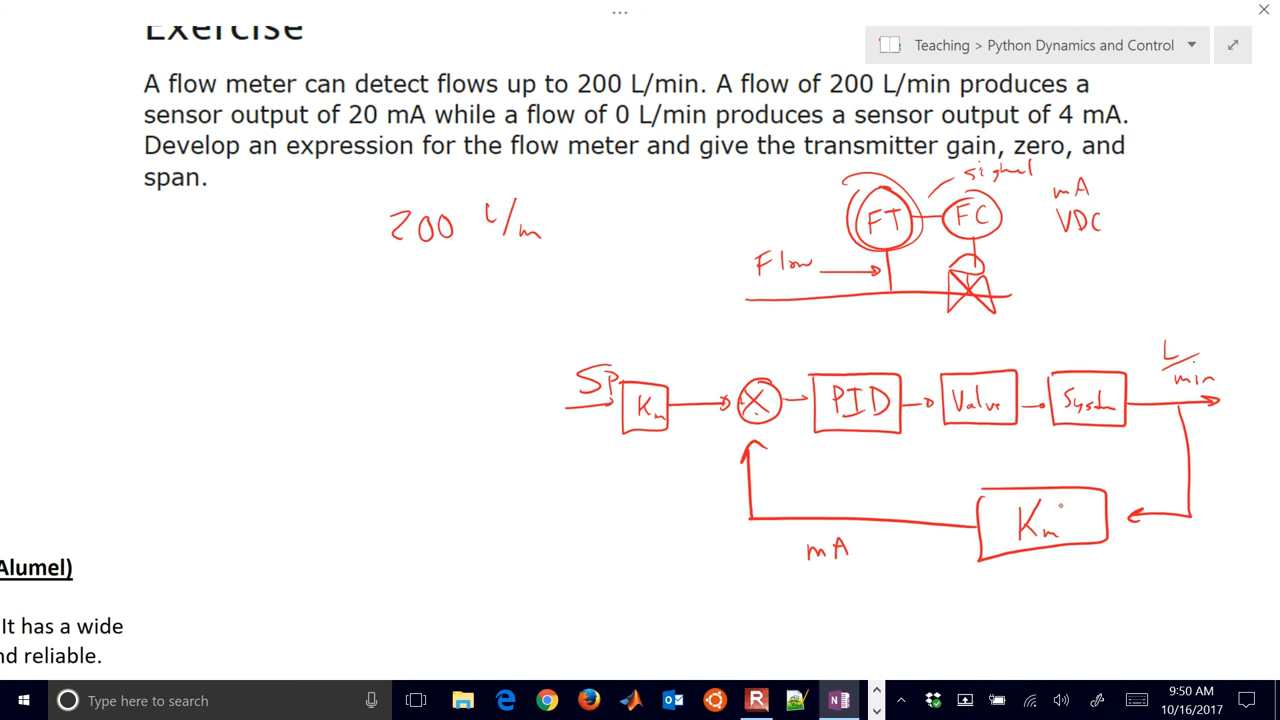 ...
Exercise
Teaching > Python Dynamics and Control
A flow meter can detect flows up to 200 L/min. A flow of 200 L/min produces a
sensor output of 20 mA while a flow of 0 L/min produces a sensor output of 4 mA.
Develop an expression for the flow meter and give the transmitter gain, zero, and
span.
signal
mA
200 L/m
FT
FC
VDC
Flow
L/min
SP
Km
X
PID
Valve
System
Km
mA
Alumel)
It has a wide
nd reliable.
Type here to search
9:50 AM
10/16/2017